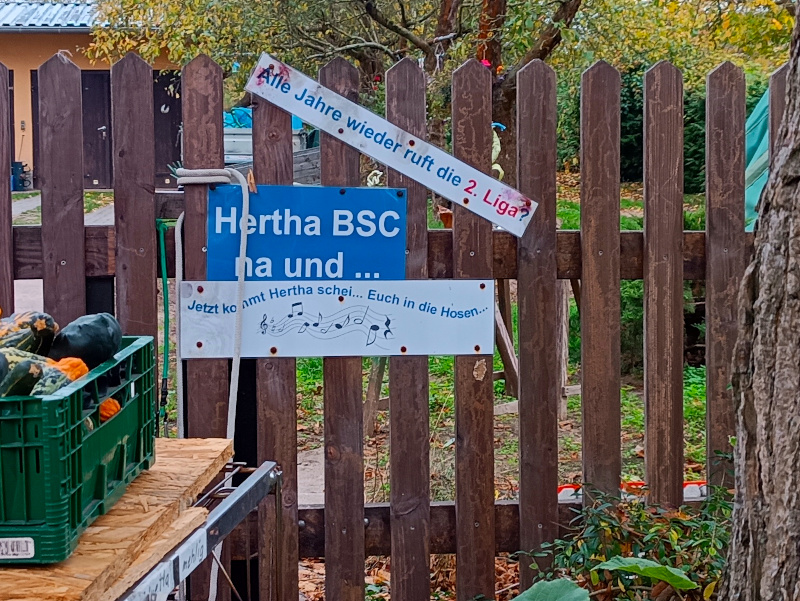 Alle Jahre wieder ruft die 2. Liga?
Hertha BSC
na und ...
Jetzt kommt Hertha schei... Euch in die Hosen...